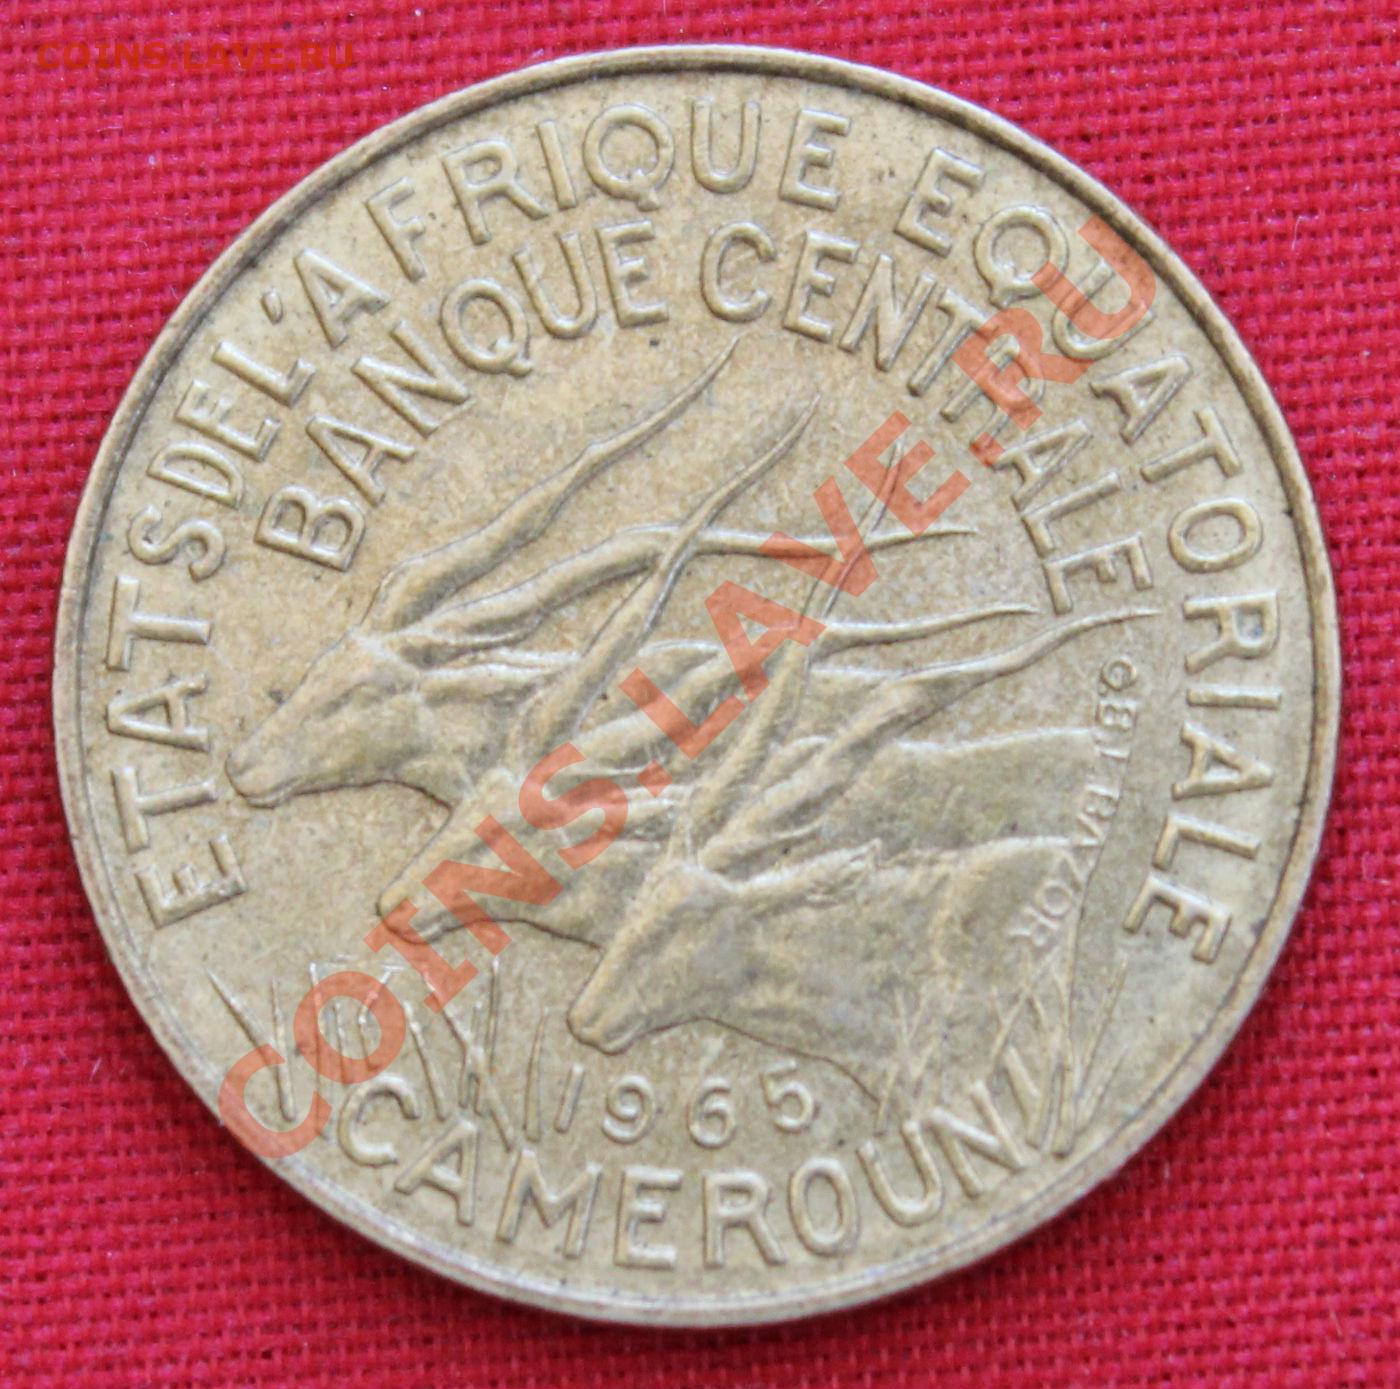 COINS.LAVE.RU
ETATS DE L'AFRIQUE EQUATORIALE
BANQUE CENTRALE
G.B.L. BAZOR
1965
CAMEROUN
COINS.LAVE.RU